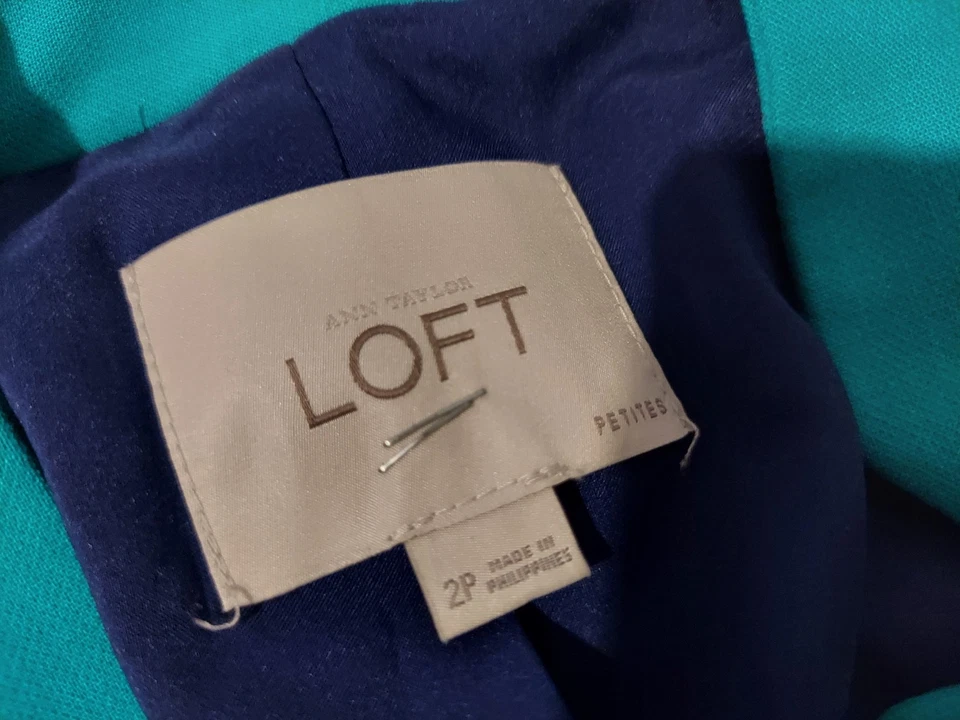 ANN TAYLOR
LOFT
PETITES
2P MADE IN
PHILIPPINES